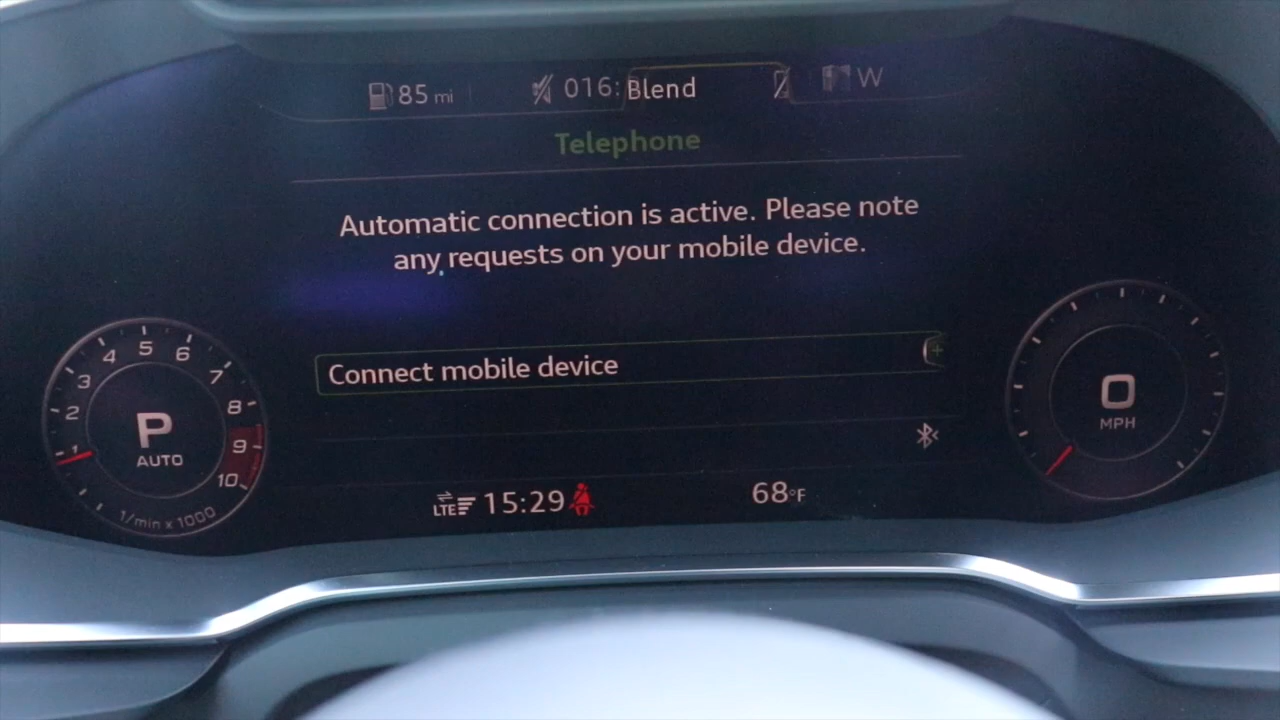 85 mi
016: Blend
W
Telephone
Automatic connection is active. Please note
any requests on your mobile device.
Connect mobile device
1
2
3
4
5
6
7
8
9
10
P
AUTO
1/min x 1000
0
MPH
LTE 15:29
68°F